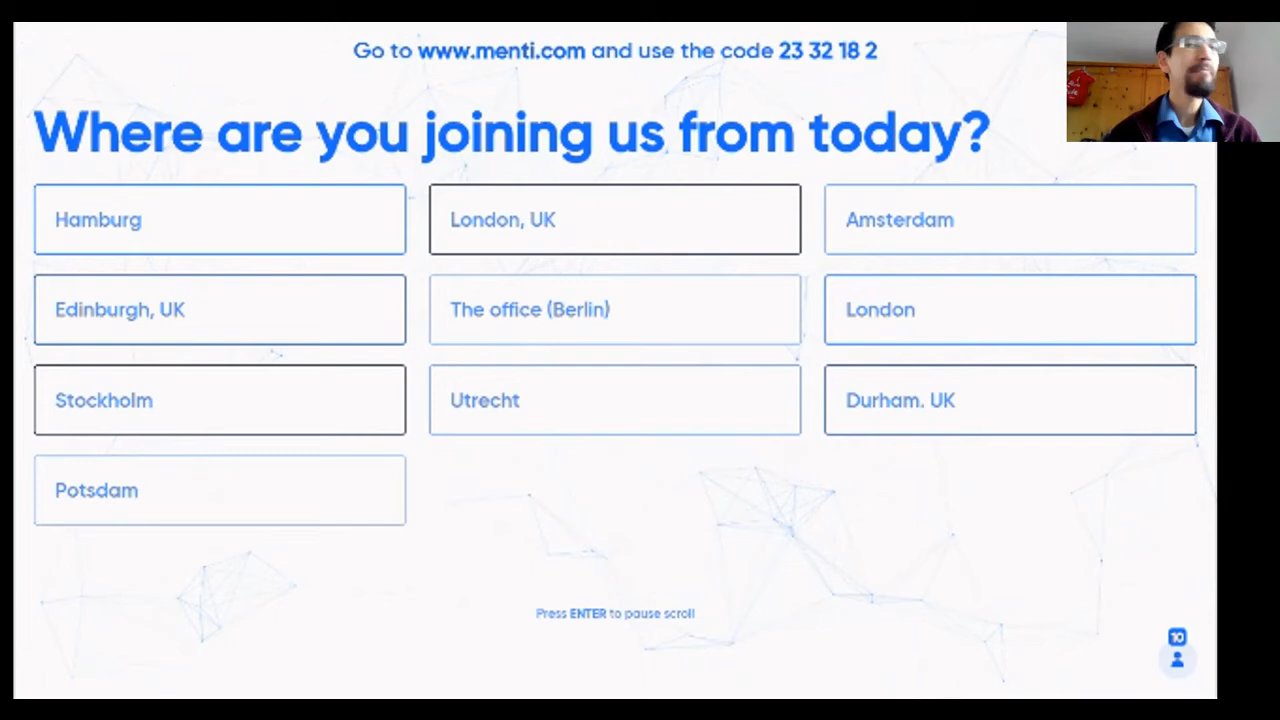 Go to www.menti.com and use the code 23 32 18 2
Where are you joining us from today?
Hamburg
London, UK
Amsterdam
Edinburgh, UK
The office (Berlin)
London
Stockholm
Utrecht
Durham. UK
Potsdam
Press ENTER to pause scroll
10